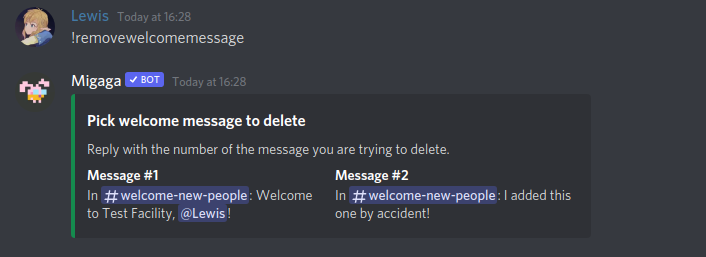 Lewis Today at 16:28
!removewelcomemessage
Migaga BOT Today at 16:28
Pick welcome message to delete
Reply with the number of the message you are trying to delete.
Message #1
In #welcome-new-people: Welcome
to Test Facility, @Lewis!
Message #2
In #welcome-new-people: I added this
one by accident!